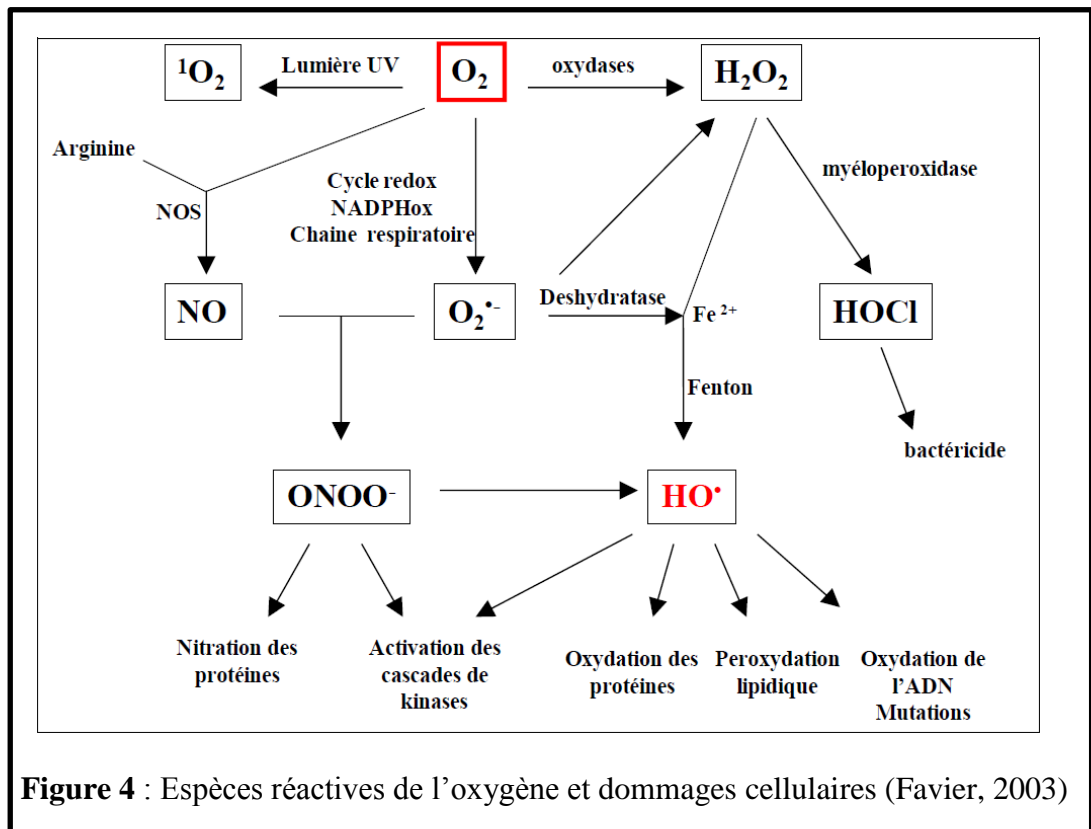 ¹O₂
Lumière UV
O₂
oxydases
H₂O₂
Arginine
NOS
Cycle redox
NADPHox
Chaine respiratoire
myéloperoxidase
NO
O₂•-
Deshydratase
Fe ²⁺
HOCl
Fenton
bactéricide
ONOO⁻
HO•
Nitration des
protéines
Activation des
cascades de
kinases
Oxydation des
protéines
Peroxydation
lipidique
Oxydation de
l’ADN
Mutations
Figure 4 : Espèces réactives de l’oxygène et dommages cellulaires (Favier, 2003)